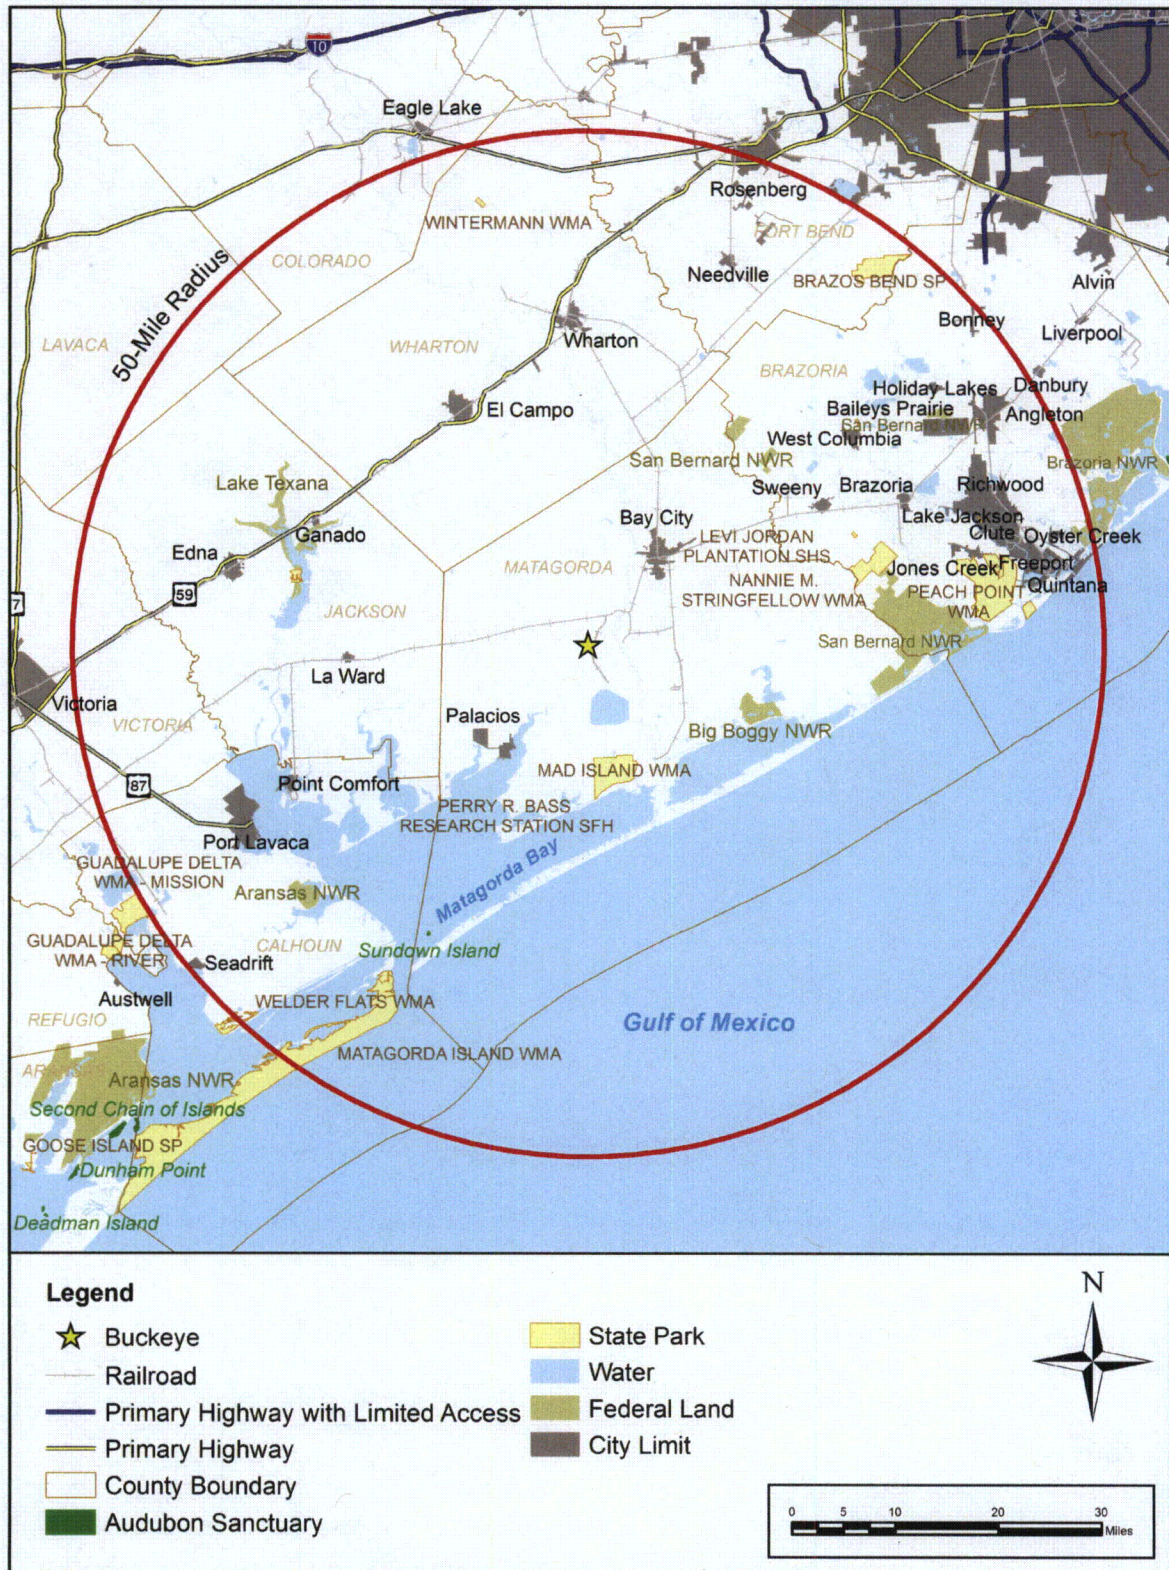 10
Eagle Lake
Rosenberg
WINTERMANN WMA
FORT BEND
COLORADO
Needville
BRAZOS BEND SP
Alvin
50-Mile Radius
Bonney
Liverpool
LAVACA
WHARTON
Wharton
BRAZORIA
Holiday Lakes
Danbury
El Campo
Baileys Prairie
Angleton
San Bernard NWR
West Columbia
San Bernard NWR
Brazoria NWR
Lake Texana
Sweeny
Brazoria
Richwood
Bay City
Lake Jackson
Ganado
Clute
Oyster Creek
Edna
LEVI JORDAN
PLANTATION SHS
MATAGORDA
Jones Creek
Freeport
NANNIE M.
STRINGFELLOW WMA
PEACH POINT
WMA
Quintana
59
7
JACKSON
San Bernard NWR
La Ward
Victoria
VICTORIA
Palacios
Big Boggy NWR
MAD ISLAND WMA
87
Point Comfort
PERRY R. BASS
RESEARCH STATION SFH
Port Lavaca
GUADALUPE DELTA
WMA - MISSION
Matagorda Bay
Aransas NWR
GUADALUPE DELTA
WMA - RIVER
CALHOUN
Sundown Island
Seadrift
Austwell
WELDER FLATS WMA
REFUGIO
Gulf of Mexico
MATAGORDA ISLAND WMA
ARANSAS
Aransas NWR
Second Chain of Islands
GOOSE ISLAND SP
Dunham Point
Deadman Island
Legend
Buckeye
Railroad
Primary Highway with Limited Access
Primary Highway
County Boundary
Audubon Sanctuary
State Park
Water
Federal Land
City Limit
N
0 5 10 20 30
Miles